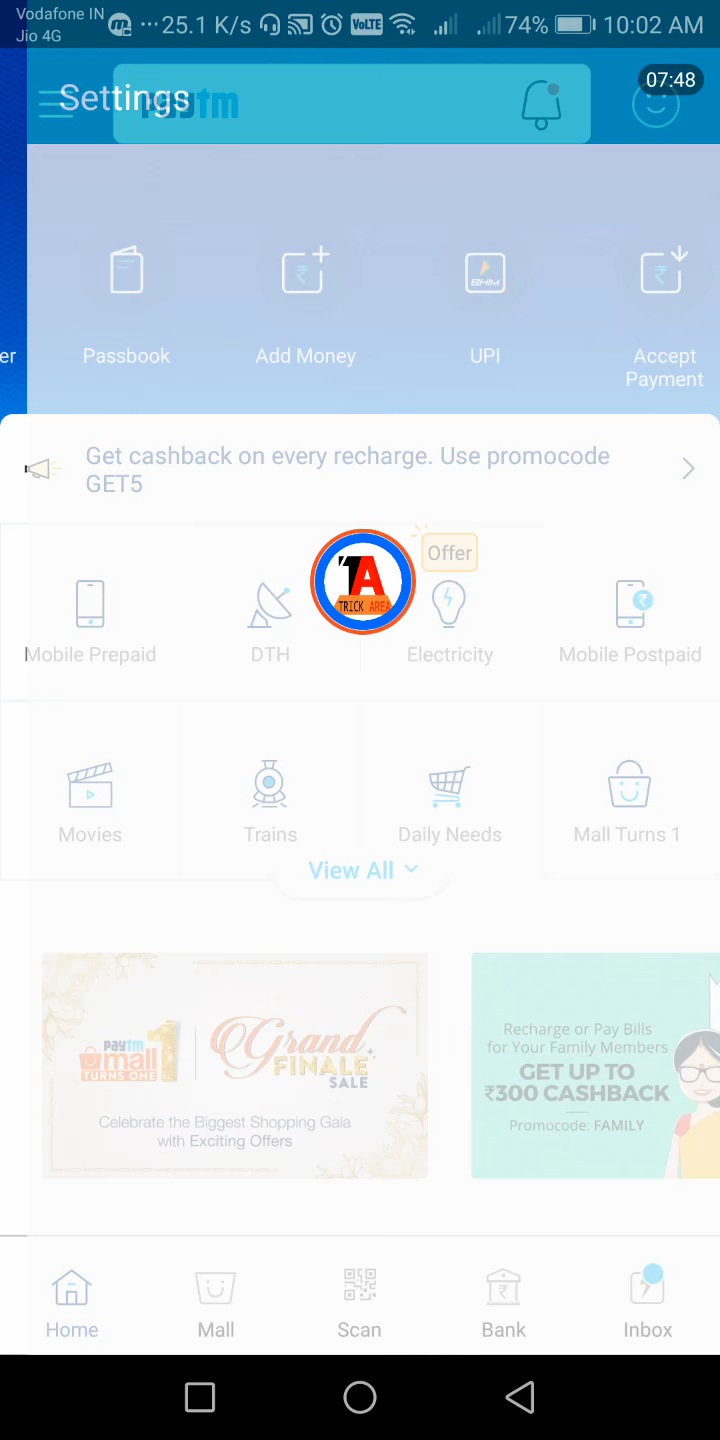 Vodafone IN
Jio 4G
25.1 K/s
VoLTE
74%
10:02 AM
07:48
Settings
paytm
er
Passbook
Add Money
BHIM
UPI
Accept
Payment
Get cashback on every recharge. Use promocode
GET5
Offer
1A
TRICK AREA
Mobile Prepaid
DTH
Electricity
Mobile Postpaid
Movies
Trains
Daily Needs
Mall Turns 1
View All
paytm
mall
TURNS ONE
1
Grand
FINALE
SALE
Celebrate the Biggest Shopping Gala
with Exciting Offers
Recharge or Pay Bills
for Your Family Members
GET UP TO
₹300 CASHBACK
Promocode: FAMILY
Home
Mall
Scan
Bank
Inbox